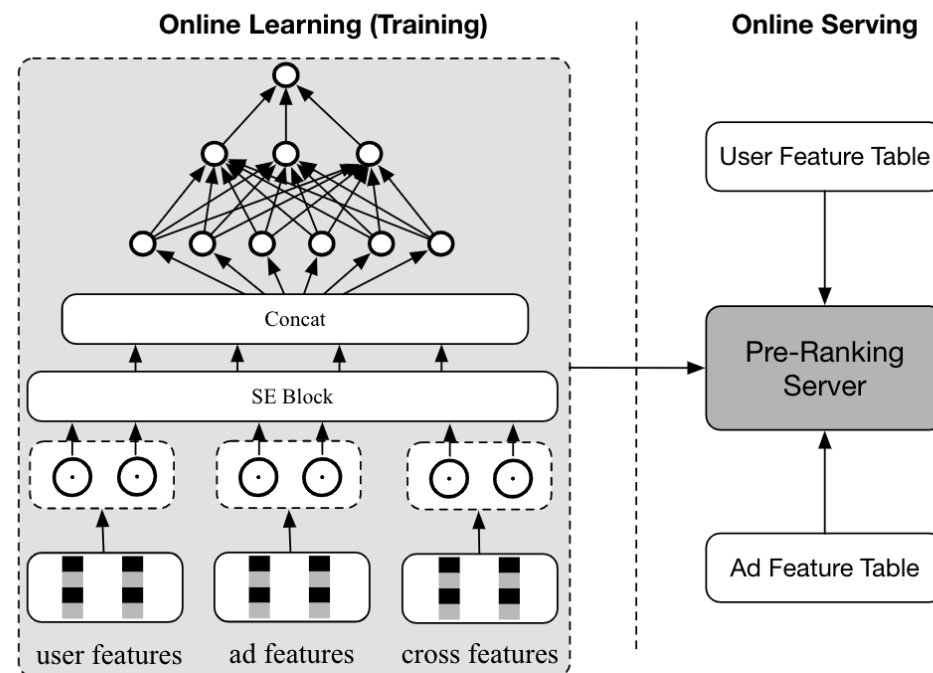 Online Learning (Training)
Online Serving
User Feature Table
Concat
Pre-Ranking
Server
SE Block
Ad Feature Table
user features
ad features
cross features